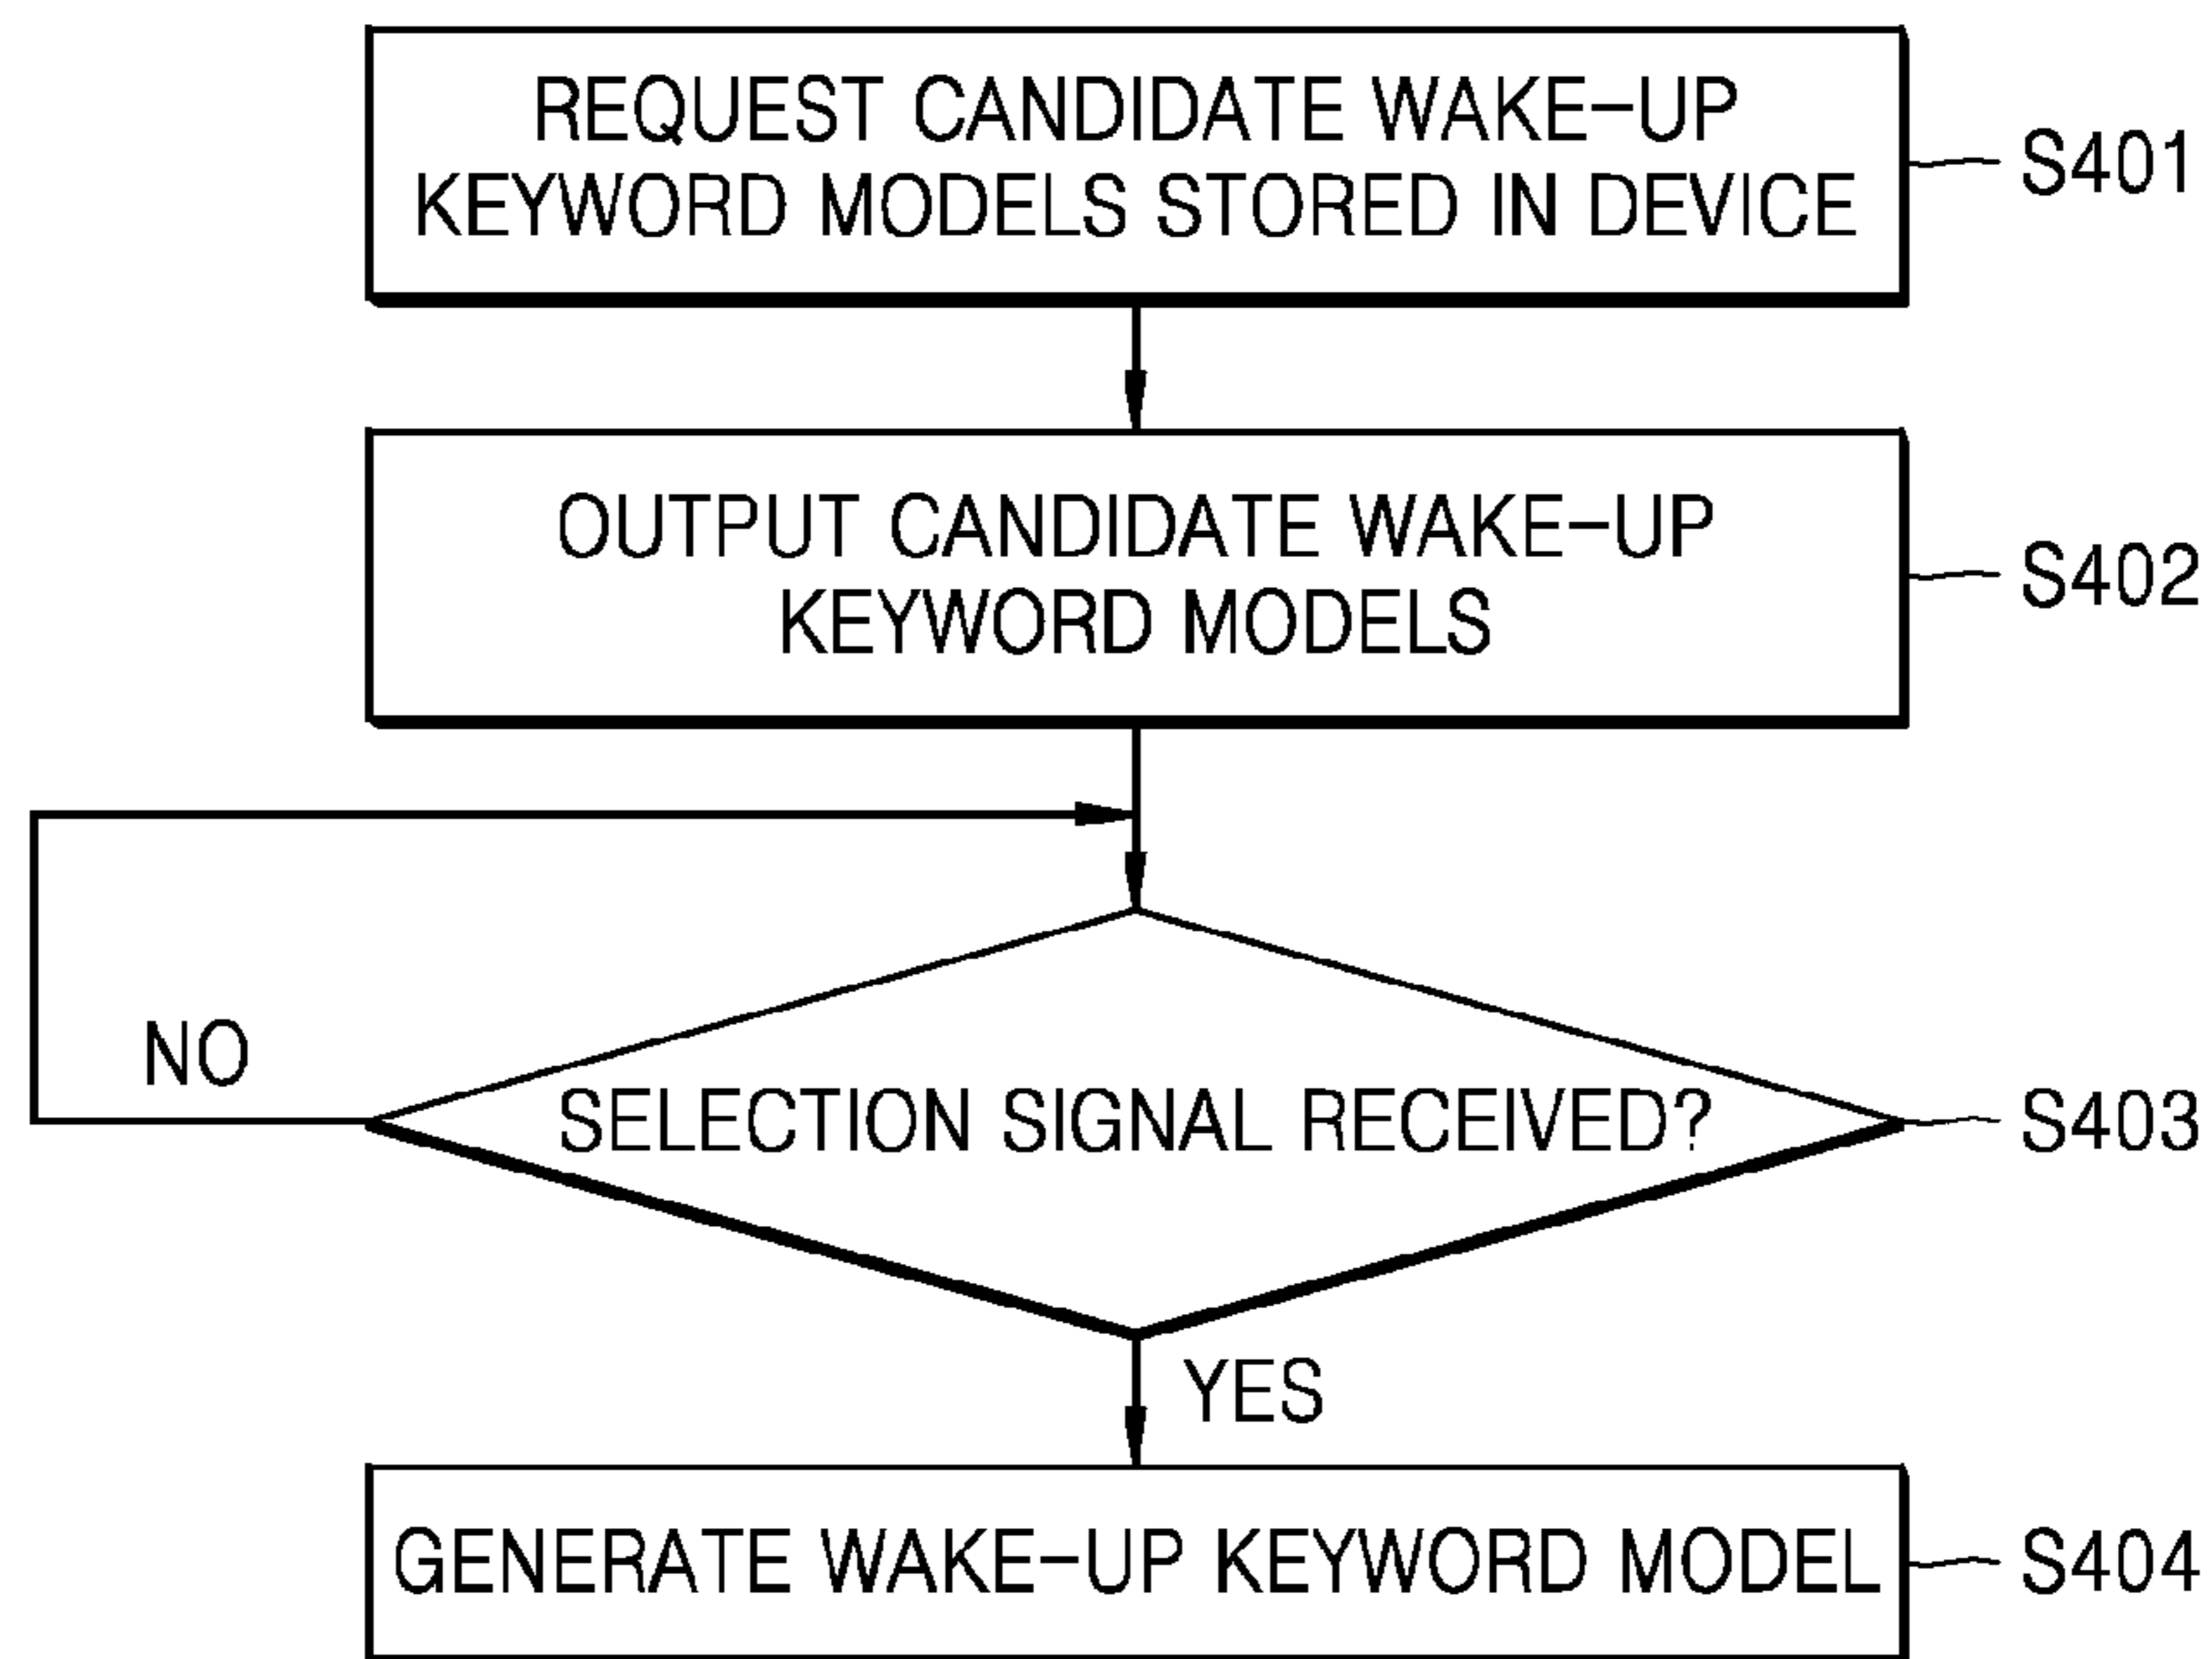 REQUEST CANDIDATE WAKE-UP
KEYWORD MODELS STORED IN DEVICE
S401
OUTPUT CANDIDATE WAKE-UP
KEYWORD MODELS
S402
NO
SELECTION SIGNAL RECEIVED?
S403
YES
GENERATE WAKE-UP KEYWORD MODEL
S404